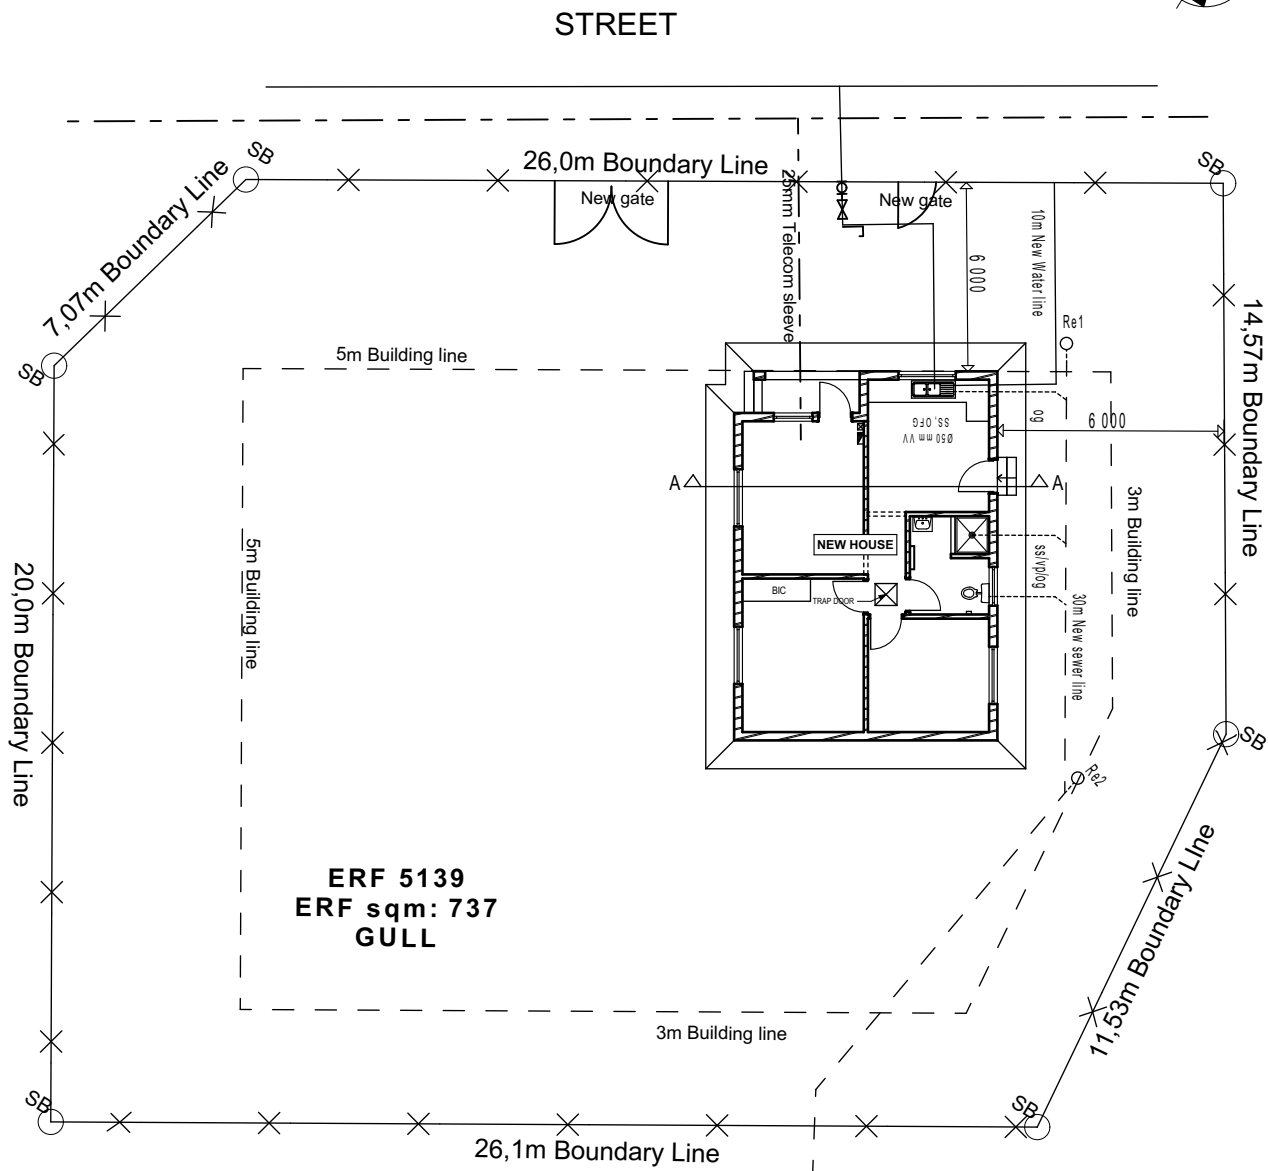 STREET
SB
26,0m Boundary Line
SB
7,07m Boundary Line
New gate
25mm Telecom sleeve
New gate
6 000
10m New Water line
Re1
SB
5m Building line
14,57m Boundary Line
og
6 000
Ø50mm VV
SS, OFG
A
A
3m Building line
5m Building line
NEW HOUSE
ss/vp/og
BIC
TRAP DOOR
30m New sewer line
20,0m Boundary Line
SB
Re2
ERF 5139
ERF sqm: 737
GULL
11,53m Boundary LIne
3m Building line
SB
SB
26,1m Boundary Line